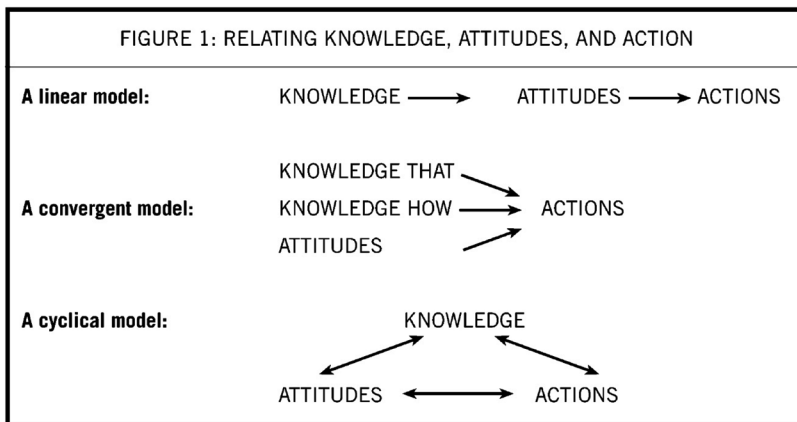 FIGURE 1: RELATING KNOWLEDGE, ATTITUDES, AND ACTION
A linear model: KNOWLEDGE ATTITUDES ACTIONS
KNOWLEDGE THAT
A convergent model: KNOWLEDGE HOW ACTIONS
ATTITUDES
A cyclical model: KNOWLEDGE
ATTITUDES ACTIONS